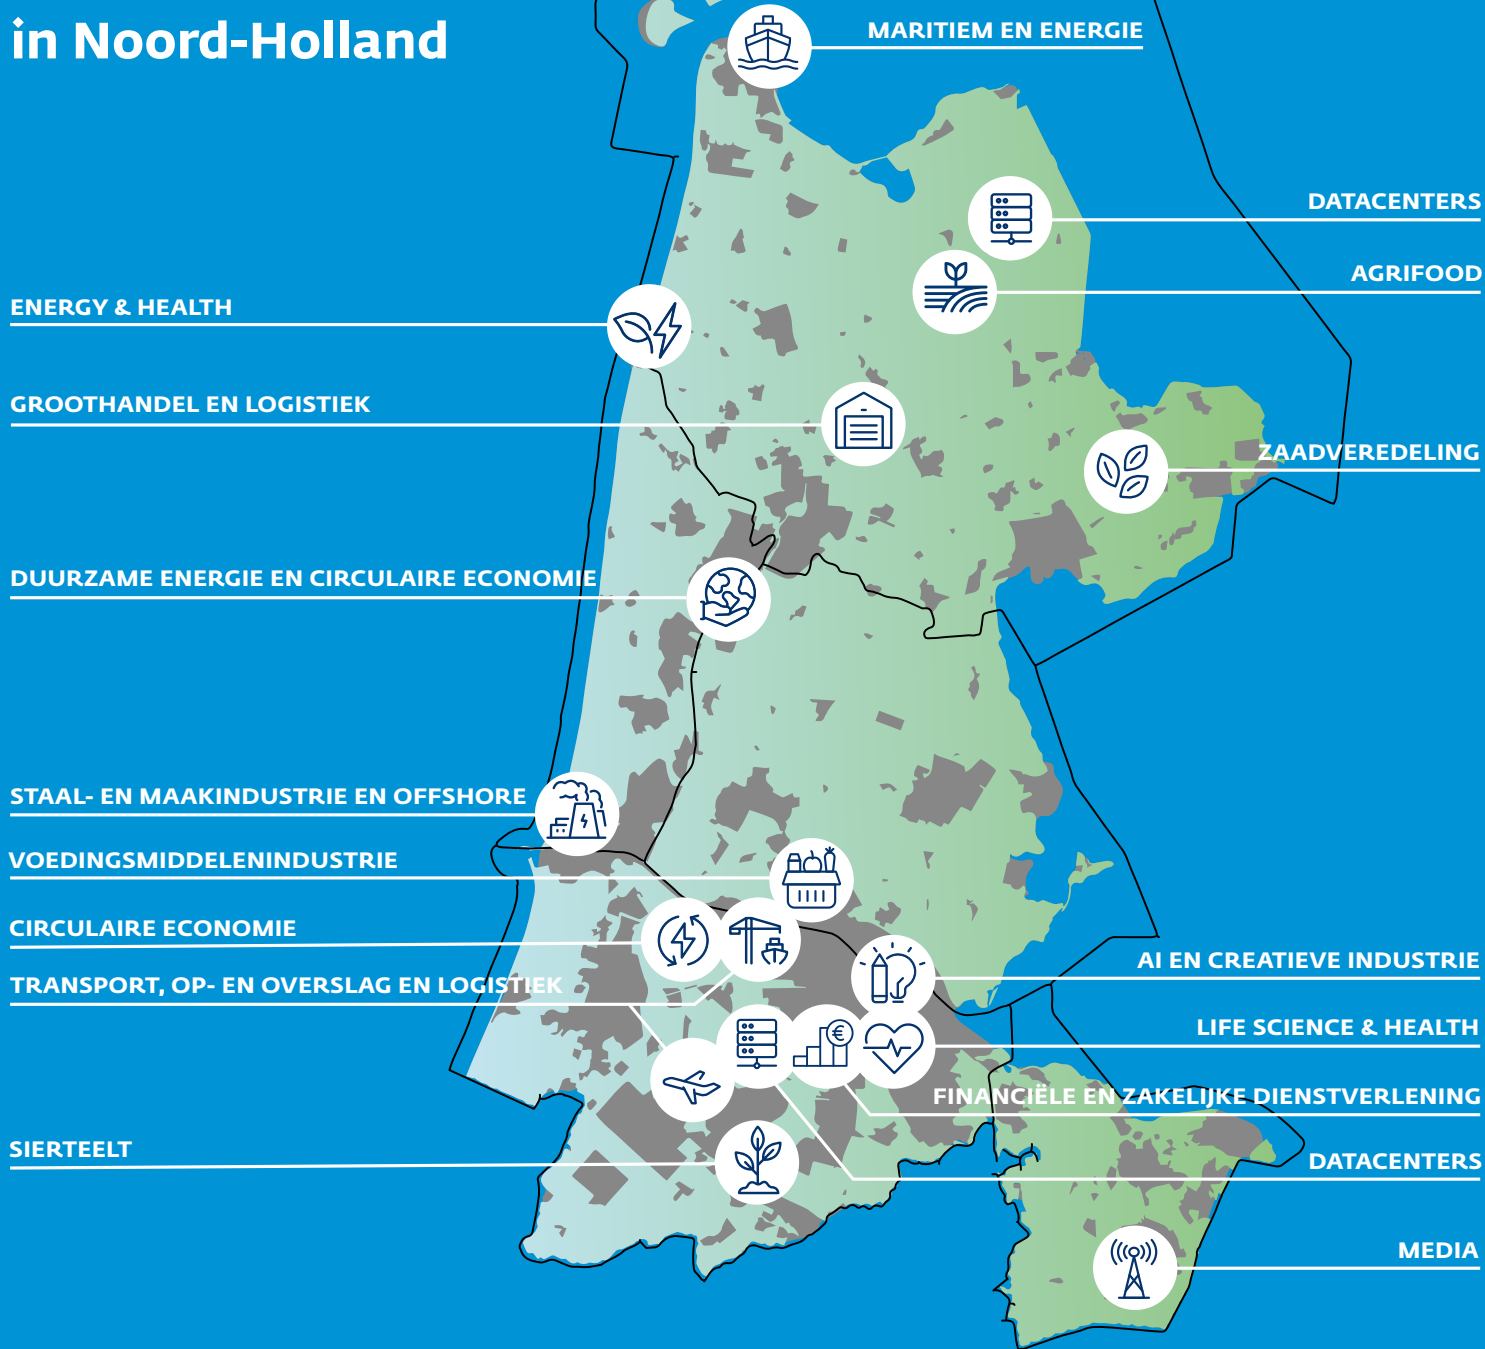 in Noord-Holland
MARITIEM EN ENERGIE
DATACENTERS
AGRIFOOD
ENERGY & HEALTH
GROOTHANDEL EN LOGISTIEK
ZAADVEREDELING
DUURZAME ENERGIE EN CIRCULAIRE ECONOMIE
STAAL- EN MAAKINDUSTRIE EN OFFSHORE
VOEDINGSMIDDELENINDUSTRIE
CIRCULAIRE ECONOMIE
AI EN CREATIEVE INDUSTRIE
TRANSPORT, OP- EN OVERSLAG EN LOGISTIEK
LIFE SCIENCE & HEALTH
€
FINANCIËLE EN ZAKELIJKE DIENSTVERLENING
SIERTEELT
DATACENTERS
MEDIA